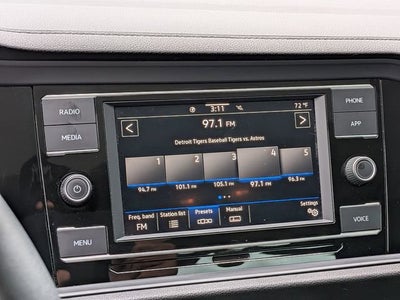 RADIO
MEDIA
MENU
3:11
72 °F
97.1 FM
Detroit Tigers Baseball Tigers vs. Astros
1 2 3 4 5
94.7 FM 101.1 FM 105.1 FM 97.1 FM 96.3 FM
Freq. band Station list Presets Manual Settings
FM
PHONE
APP
VOICE